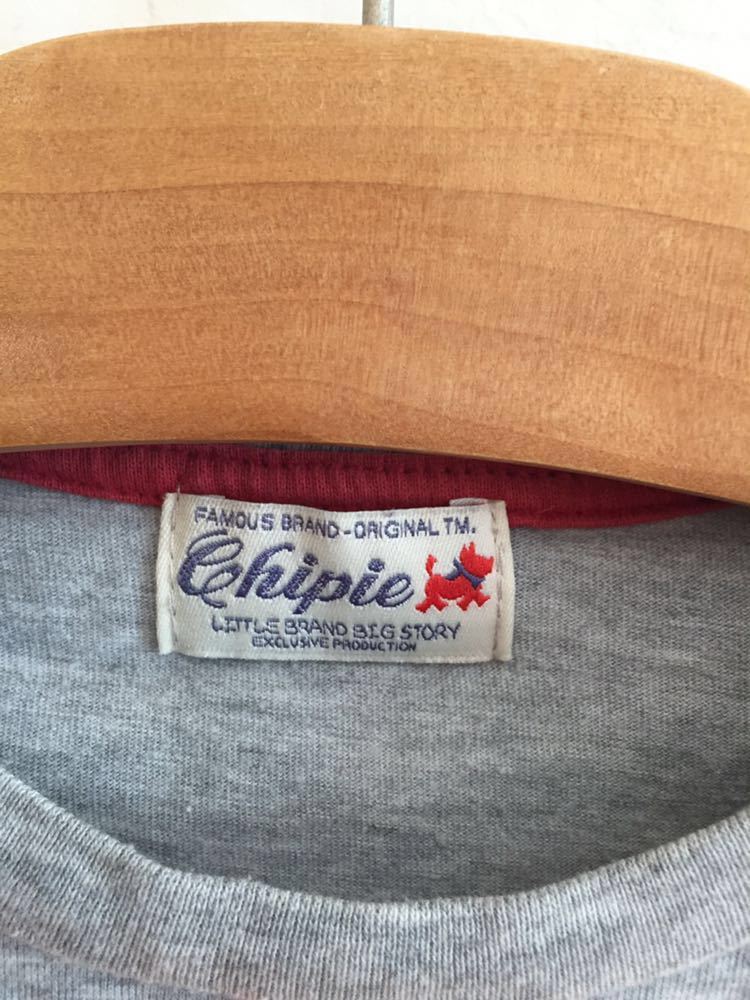 FAMOUS BRAND-ORIGINAL TM.
Chipie
LITTLE BRAND BIG STORY
EXCLUSIVE PRODUCTION